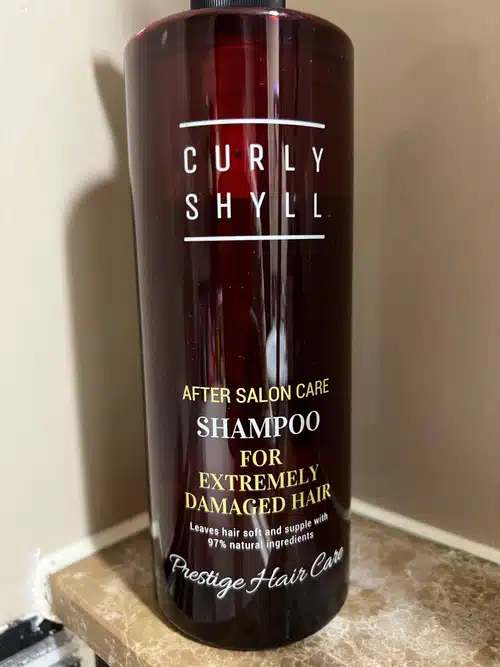 CURLY
SHYLL
AFTER SALON CARE
SHAMPOO
FOR
EXTREMELY
DAMAGED HAIR
Leaves hair soft and supple with
97% natural ingredients
Prestige Hair Care